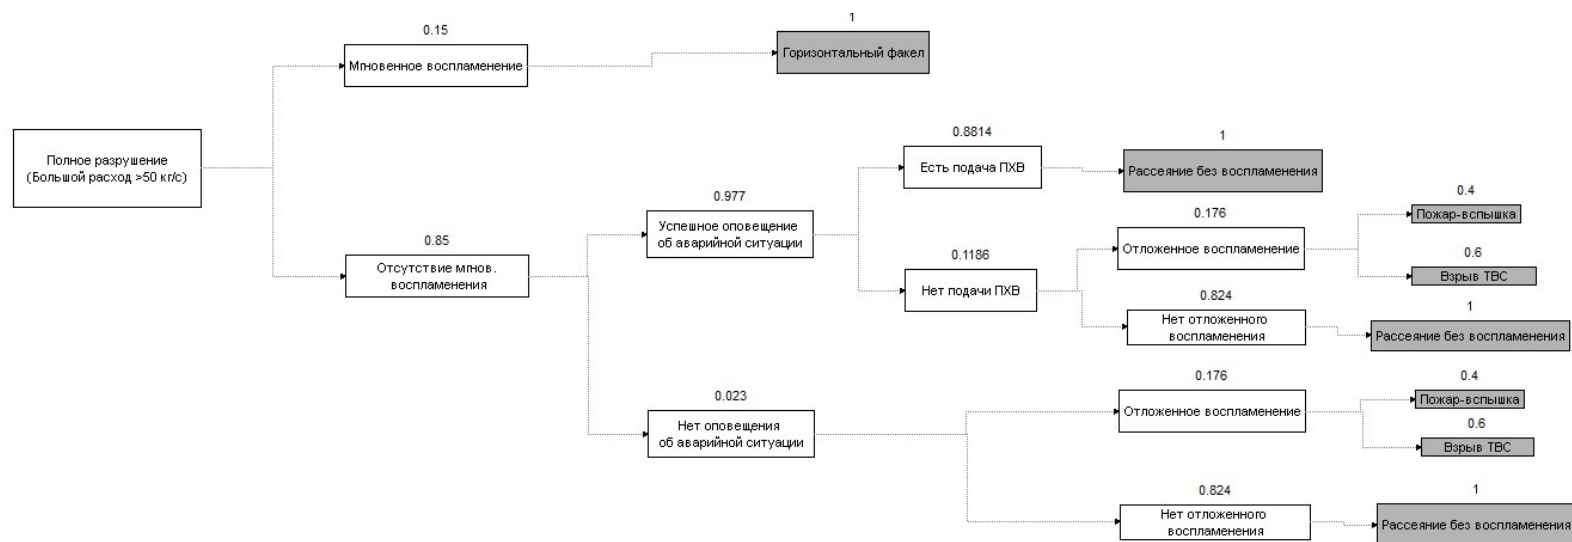 0.15
Мгновенное воспламенение
1
Горизонтальный факел
Полное разрушение
(Большой расход >50 кг/с)
0.85
Отсутствие мгнов.
воспламенения
0.977
Успешное оповещение
об аварийной ситуации
0.8814
Есть подача ПХВ
1
Рассеяние без воспламенения
0.1186
Нет подачи ПХВ
0.176
Отложенное воспламенение
0.4
Пожар-вспышка
0.6
Взрыв ТВС
0.824
Нет отложенного
воспламенения
1
Рассеяние без воспламенения
0.023
Нет оповещения
об аварийной ситуации
0.176
Отложенное воспламенение
0.4
Пожар-вспышка
0.6
Взрыв ТВС
0.824
Нет отложенного
воспламенения
1
Рассеяние без воспламенения